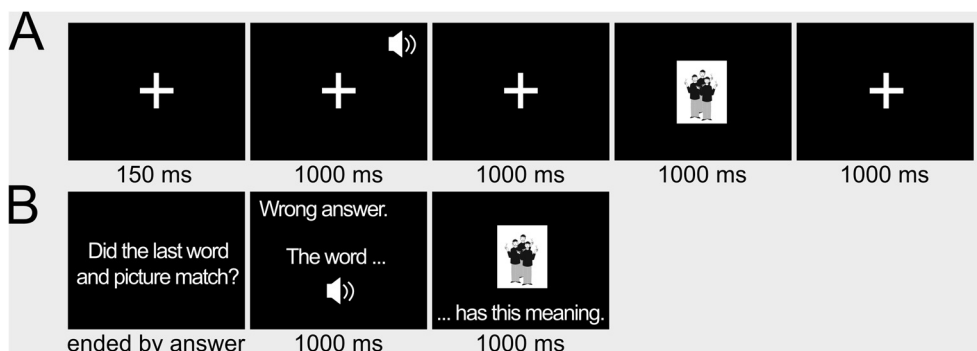 A
150 ms
1000 ms
1000 ms
1000 ms
1000 ms
B
Did the last word
and picture match?
Wrong answer.
The word ...
... has this meaning.
ended by answer
1000 ms
1000 ms